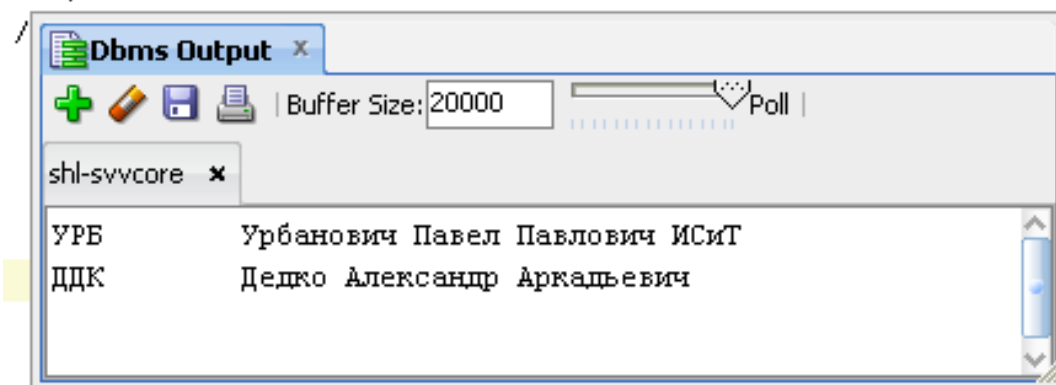 /
Dbms Output
Buffer Size: 20000 Poll
shl-svvcore
УРБ Урбанович Павел Павлович ИСиТ
ДДК Дедко Александр Аркадьевич